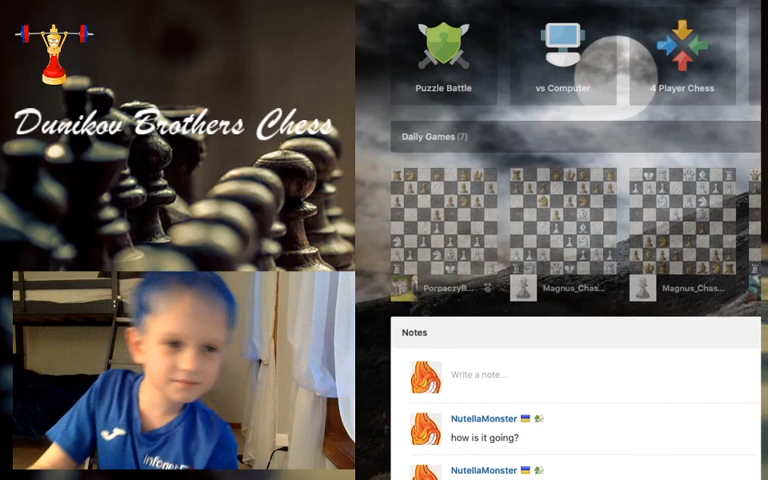 Dunikov Brothers Chess
Puzzle Battle
vs Computer
4 Player Chess
Daily Games (7)
PorpaczyB...
Magnus_Chas...
Magnus_Chas...
Notes
Write a note...
NutellaMonster
how is it going?
NutellaMonster